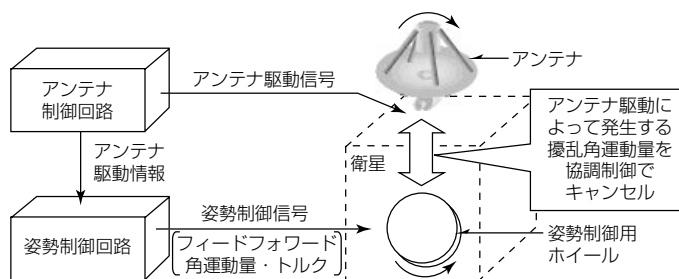 アンテナ
アンテナ駆動信号
アンテナ
制御回路
アンテナ駆動に
よって発生する
擾乱角運動量を
協調制御で
キャンセル
アンテナ
駆動情報
衛星
姿勢制御信号
フィードフォワード
角運動量・トルク
姿勢制御回路
姿勢制御用
ホイール